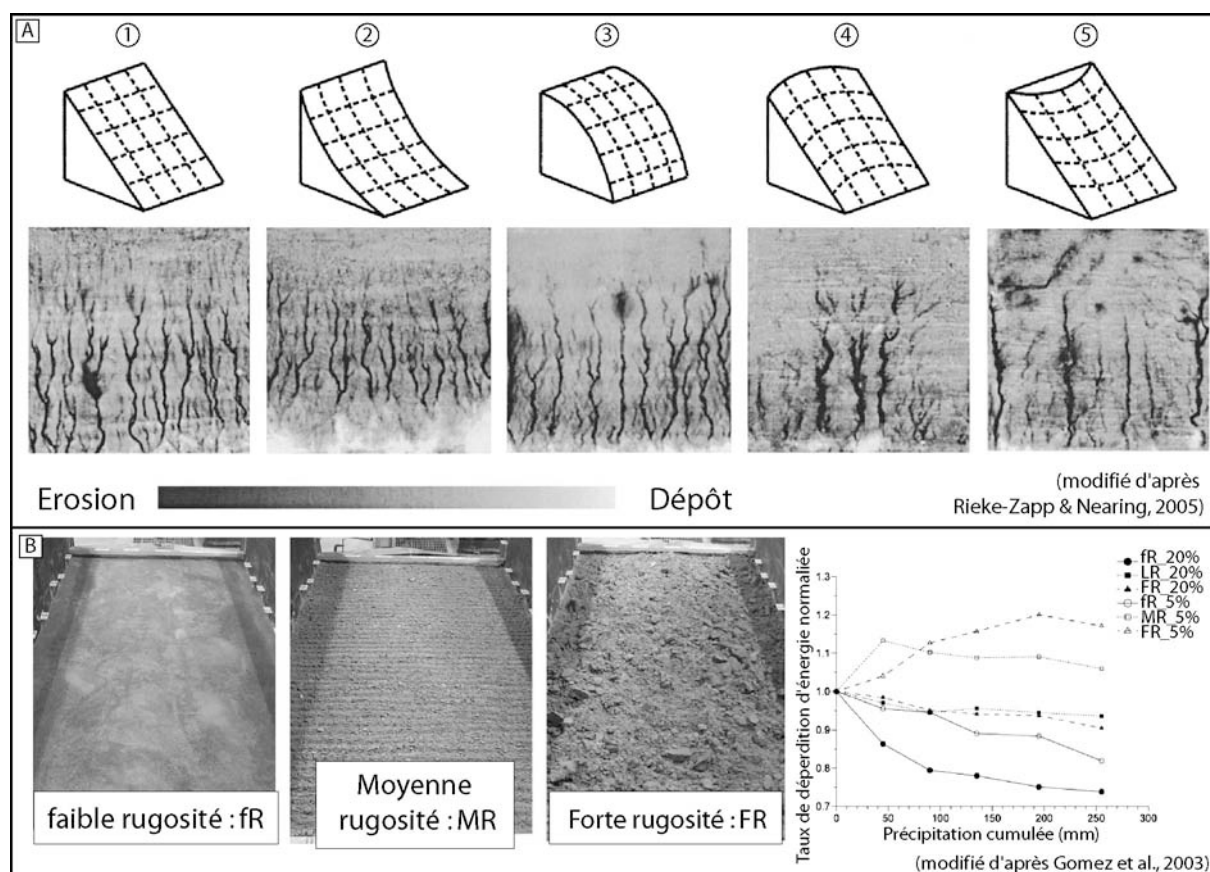 A
①
②
③
④
⑤
Erosion
Dépôt
(modifié d'après
Rieke-Zapp & Nearing, 2005)
B
faible rugosité : fR
Moyenne
rugosité : MR
Forte rugosité : FR
Taux de déperdition d'énergie normaliée
1.3
1.2
1.1
1.0
0.9
0.8
0.7
0
50
100
150
200
250
300
Précipitation cumulée (mm)
fR_20%
LR_20%
FR_20%
fR_5%
MR_5%
FR_5%
(modifié d'après Gomez et al., 2003)